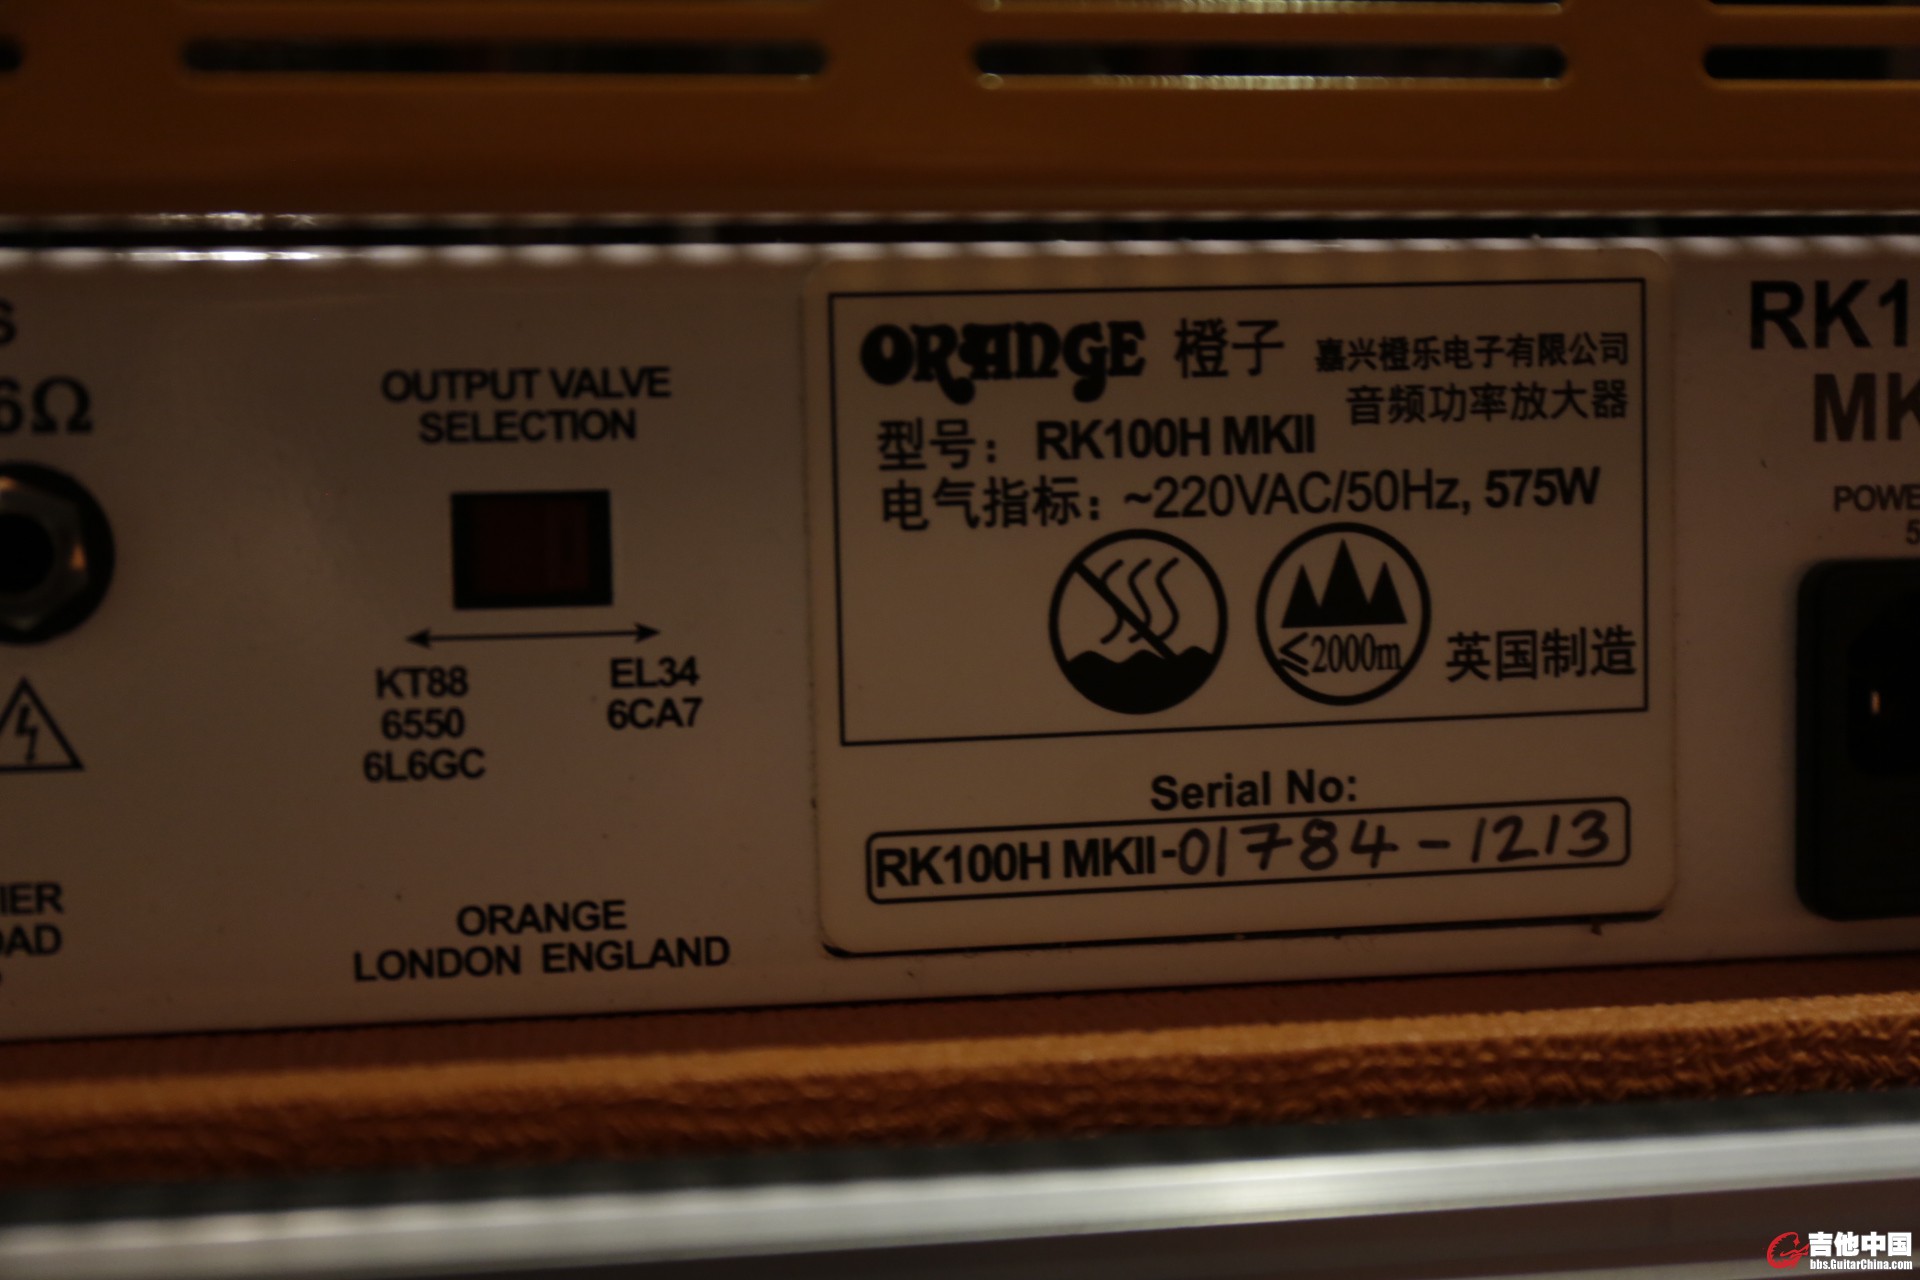 6Ω
OUTPUT VALVE
SELECTION
KT88
6550
6L6GC
EL34
6CA7
ORANGE
LONDON ENGLAND
ORANGE 橙子 嘉兴橙乐电子有限公司
音频功率放大器
型号： RK100H MKII
电气指标：~220VAC/50Hz, 575W
≤2000m
英国制造
Serial No:
RK100H MKII-01784-1213
RK1
MK
吉他中国
bbs.GuitarChina.com